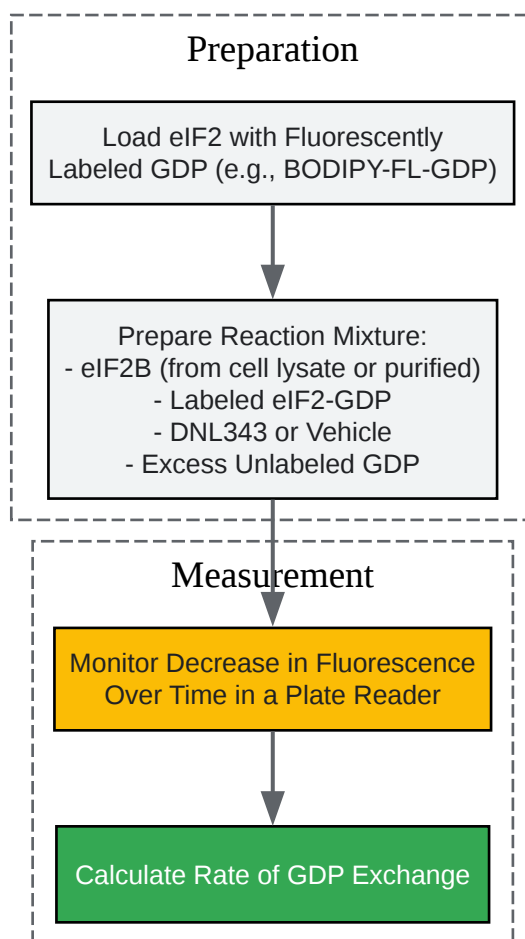 Preparation
Load eIF2 with Fluorescently
Labeled GDP (e.g., BODIPY-FL-GDP)
Prepare Reaction Mixture:
- eIF2B (from cell lysate or purified)
- Labeled eIF2-GDP
- DNL343 or Vehicle
- Excess Unlabeled GDP
Measurement
Monitor Decrease in Fluorescence
Over Time in a Plate Reader
Calculate Rate of GDP Exchange